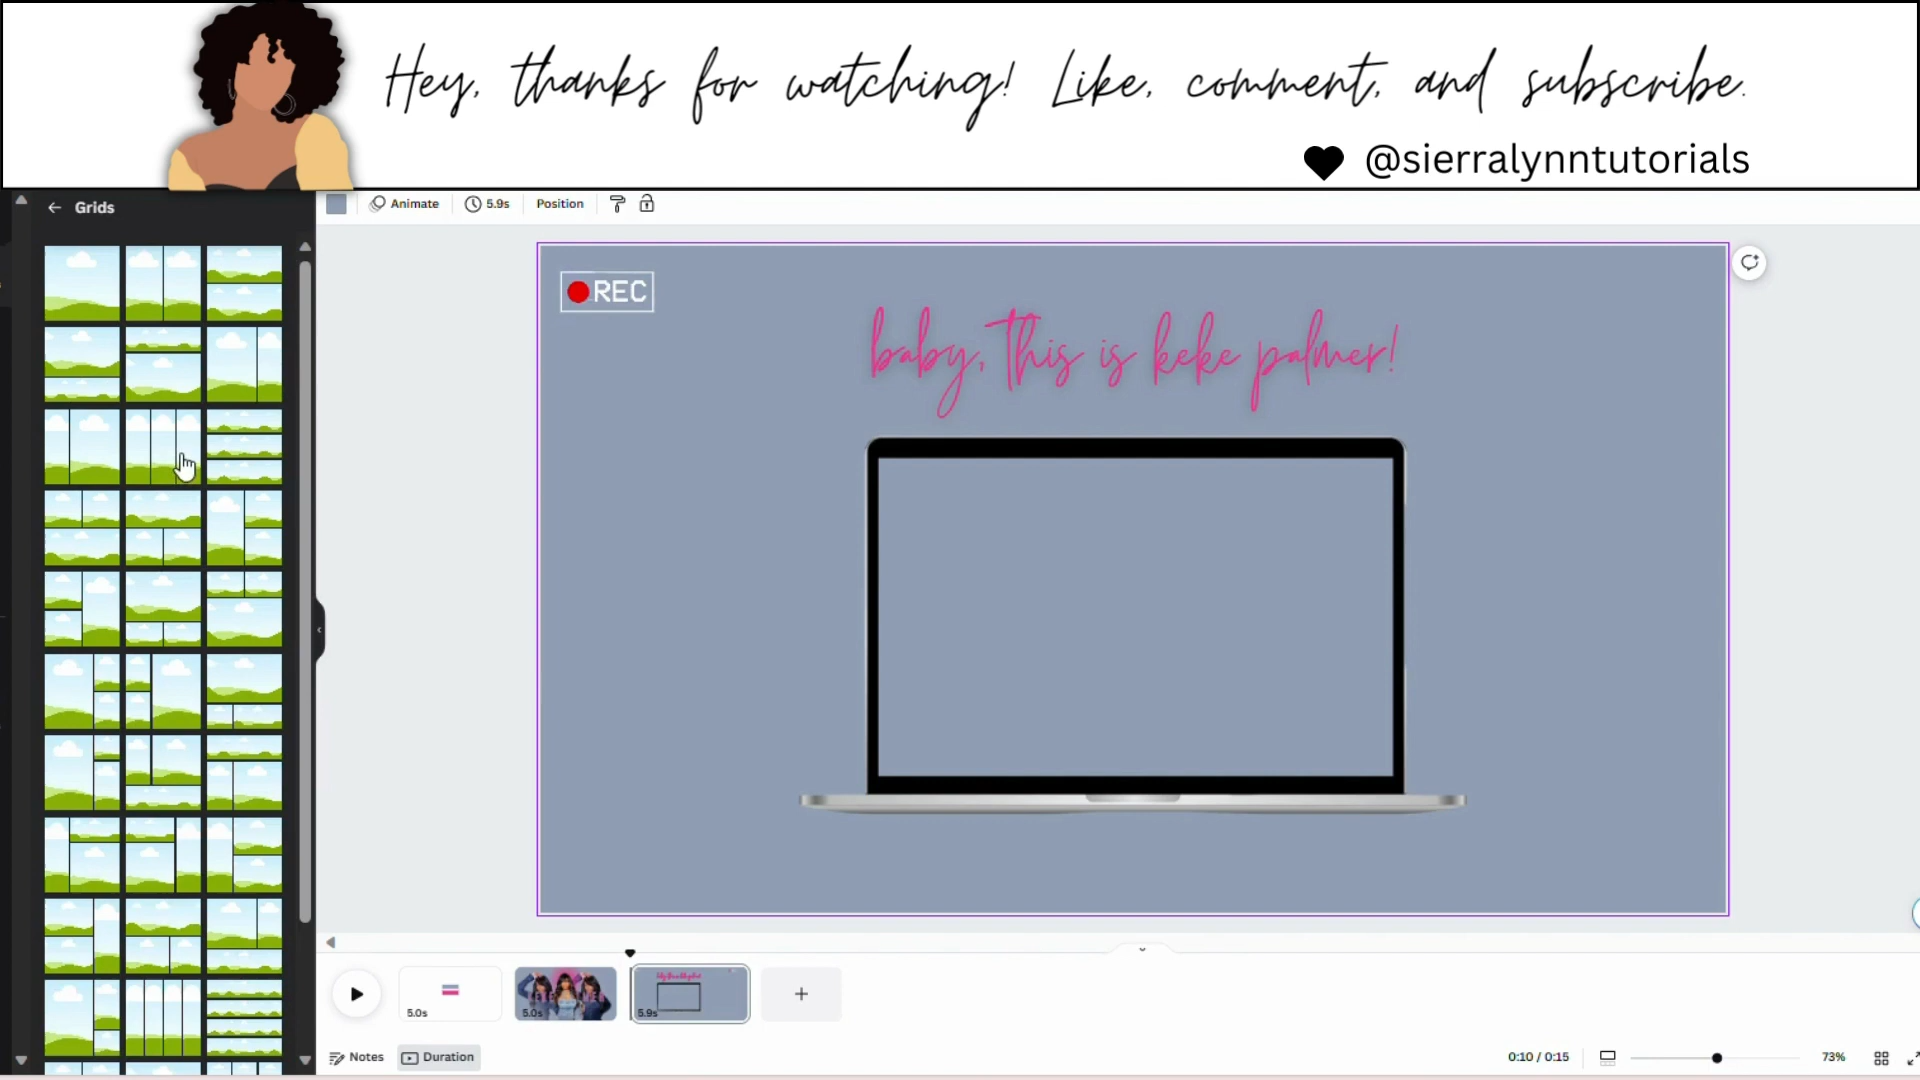 Hey, thanks for watching! Like, comment, and subscribe.
@sierralynntutorials
Grids
Animate
5.9s
Position
REC
baby, this is keke palmer!
5.0s
5.0s
5.9s
Notes
Duration
0:10 / 0:15
73%